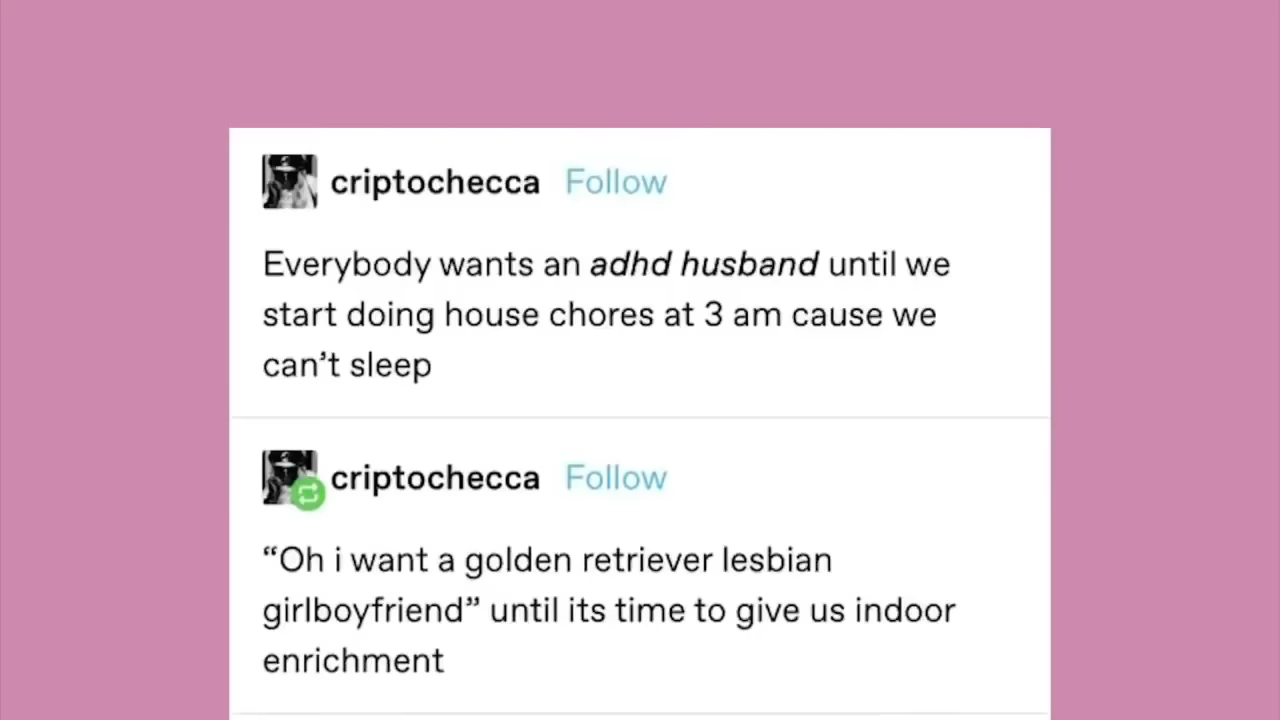 criptochecca Follow
Everybody wants an adhd husband until we
start doing house chores at 3 am cause we
can’t sleep
criptochecca Follow
“Oh i want a golden retriever lesbian
girlboyfriend” until its time to give us indoor
enrichment